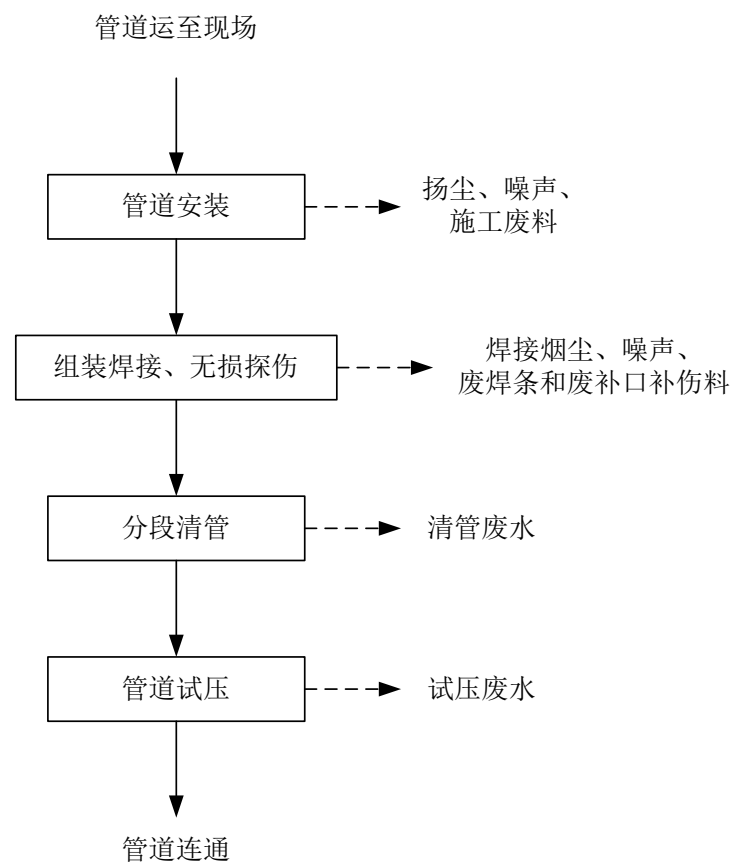 管道运至现场
管道安装
扬尘、噪声、
施工废料
组装焊接、无损探伤
焊接烟尘、噪声、
废焊条和废补口补伤料
分段清管
清管废水
管道试压
试压废水
管道连通